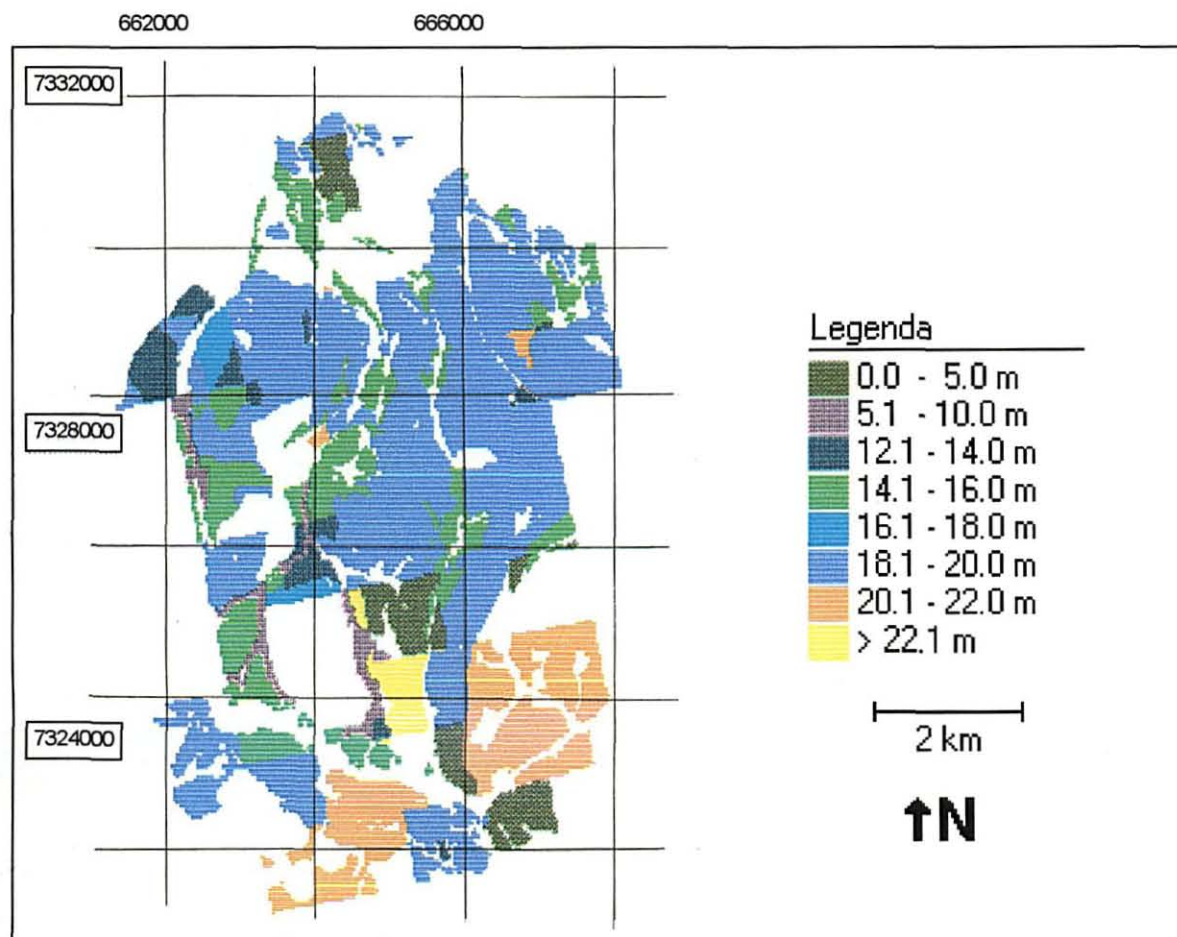 662000 666000
7332000
7328000
7324000
Legenda
0.0 - 5.0 m
5.1 - 10.0 m
12.1 - 14.0 m
14.1 - 16.0 m
16.1 - 18.0 m
18.1 - 20.0 m
20.1 - 22.0 m
> 22.1 m
2 km
↑N